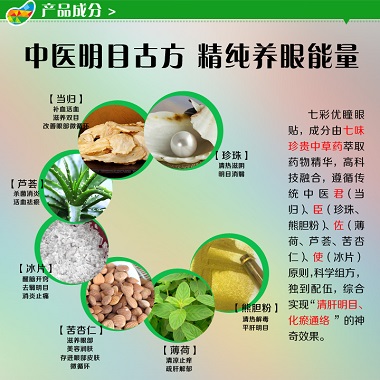 产品成分 >
中医明目古方 精纯养眼能量
【当归】
补血活血
滋养双目
改善眼部微循环
【珍珠】
清热滋阴
明目消翳
【芦荟】
杀菌消炎
活血祛瘀
【冰片】
醒脑开窍
去翳明目
消炎止痛
【苦杏仁】
滋养眼部
美容润肤
存进眼部皮肤
微循环
【薄荷】
清凉止痒
疏肝解郁
【熊胆粉】
清热解毒
平肝明目
七彩优瞳眼
贴，成分由七味
珍贵中草药萃取
药物精华，高科
技融合，遵循传
统中医君(当
归)、臣(珍珠、
熊胆粉)、佐(薄
荷、芦荟、苦杏
仁)、使(冰片)
原则,科学组方，
独到配伍，综合
实现“清肝明目、
化瘀通络”的神
奇效果。